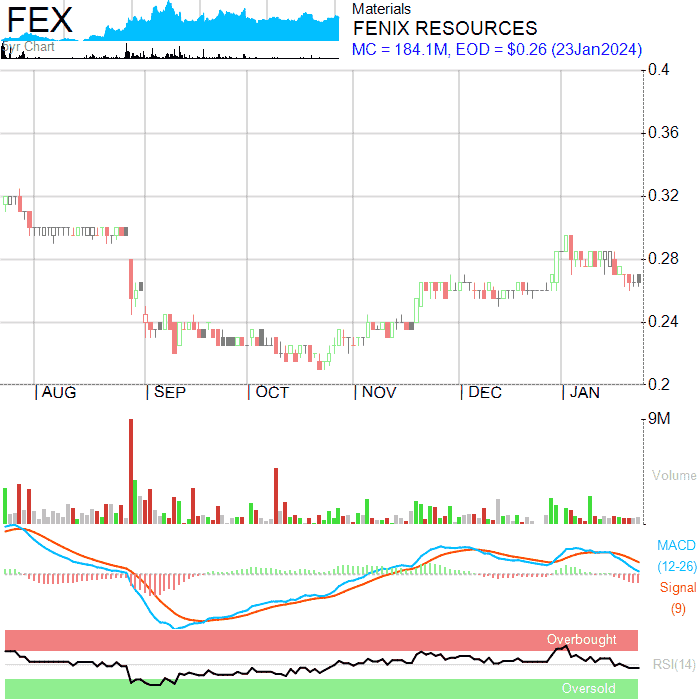 FEX
5yr Chart
Materials
FENIX RESOURCES
MC = 184.1M, EOD = $0.26 (23Jan2024)
0.4
0.36
0.32
0.28
0.24
0.2
AUG SEP OCT NOV DEC JAN
9M
Volume
MACD
(12-26)
Signal
(9)
Overbought
RSI(14)
Oversold